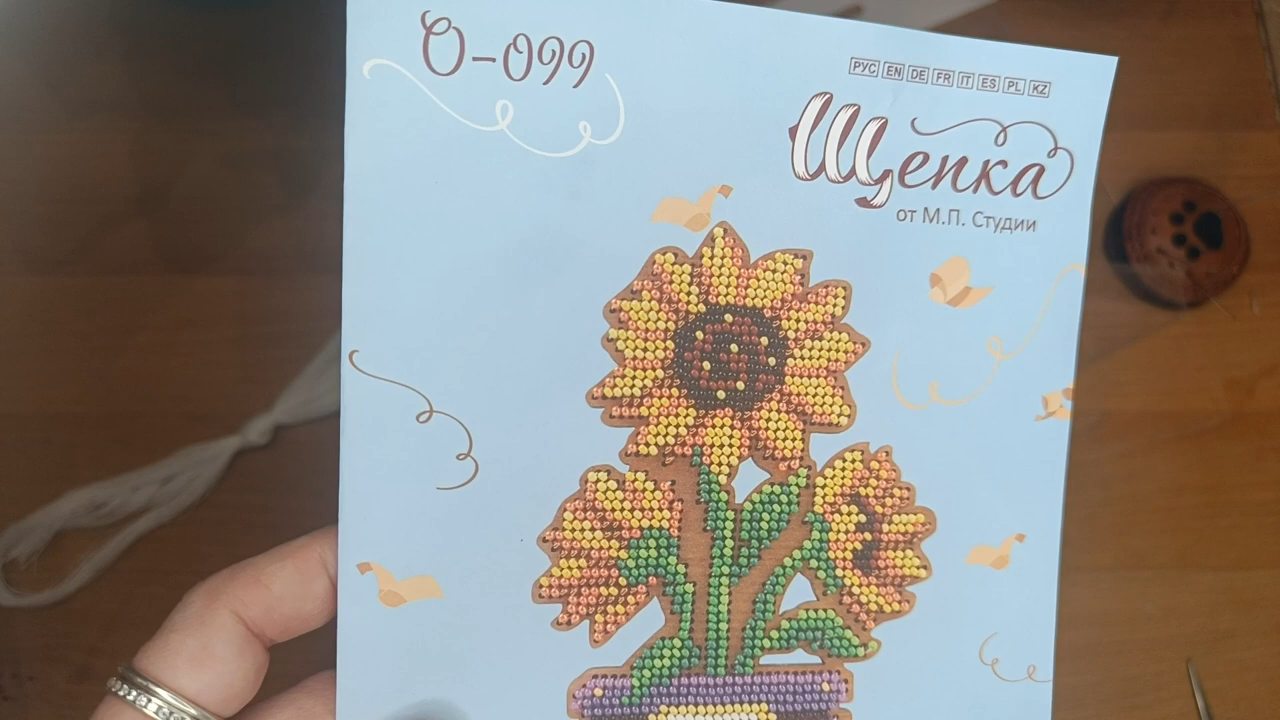 О-099
РУС EN DE FR IT ES PL KZ
Щепка
от М.П. Студии